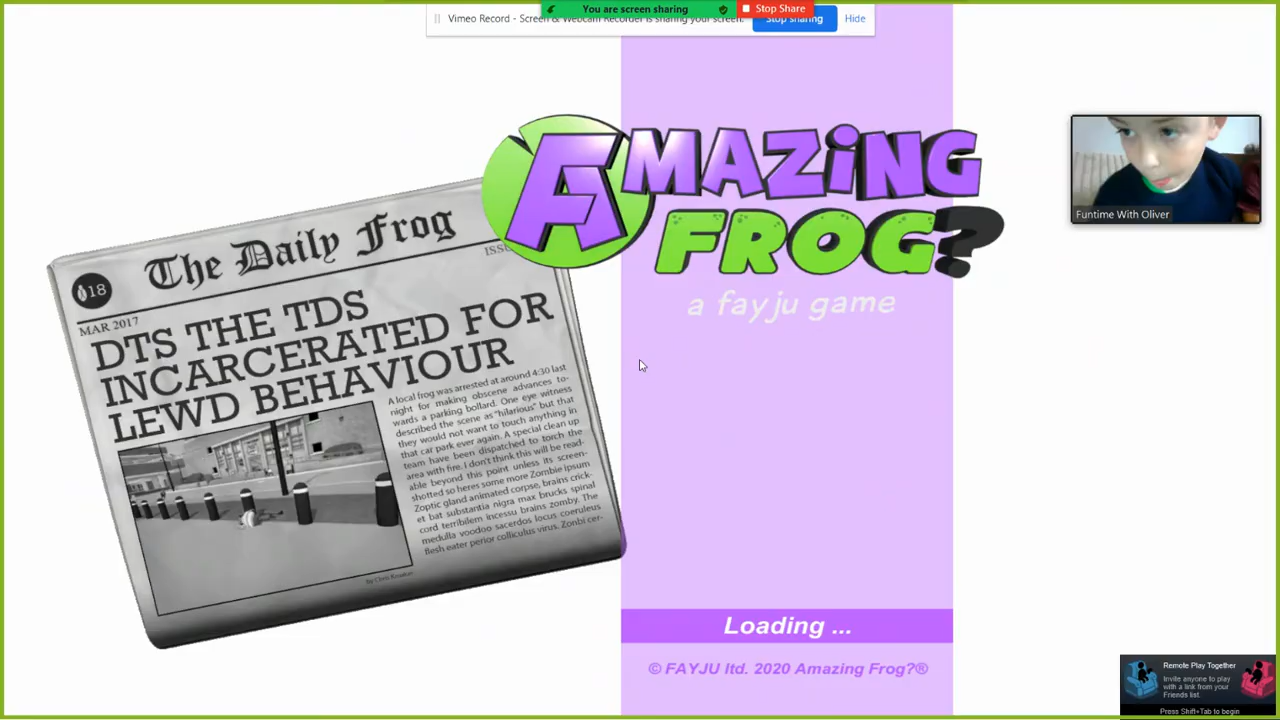 You are screen sharing
Stop Share
Vimeo Record - Screen & Webcam Recorder is sharing your screen.
Stop sharing
Hide
AMAZING
FROG?
a fayju game
The Daily Frog
18
MAR 2017
DTS THE TDS
INCARCERATED FOR
LEWD BEHAVIOUR
A local frog was arrested at around 4:30 last
night for making obscene advances to-
wards a parking bollard. One eye witness
described the scene as "hilarious" but that
they would not want to touch anything in
that car park ever again. A special clean up
team have been dispatched to torch the
area with fire. I don't think this will be read-
able beyond this point unless its screen-
shotted so heres some more Zombie ipsum
Zoptic gland animated corpse, brains crick-
et bat substantia nigra max brucks spinal
cord terribilem incessu brains zomby. The
medulla voodoo sacerdos locus coeruleus
flesh eater perior colliculus virus. Zonbi cer-
Funtime With Oliver
Loading ...
© FAYJU ltd. 2020 Amazing Frog?®
Remote Play Together
Invite anyone to play
with a link from your
Friends list.
Press Shift+Tab to begin